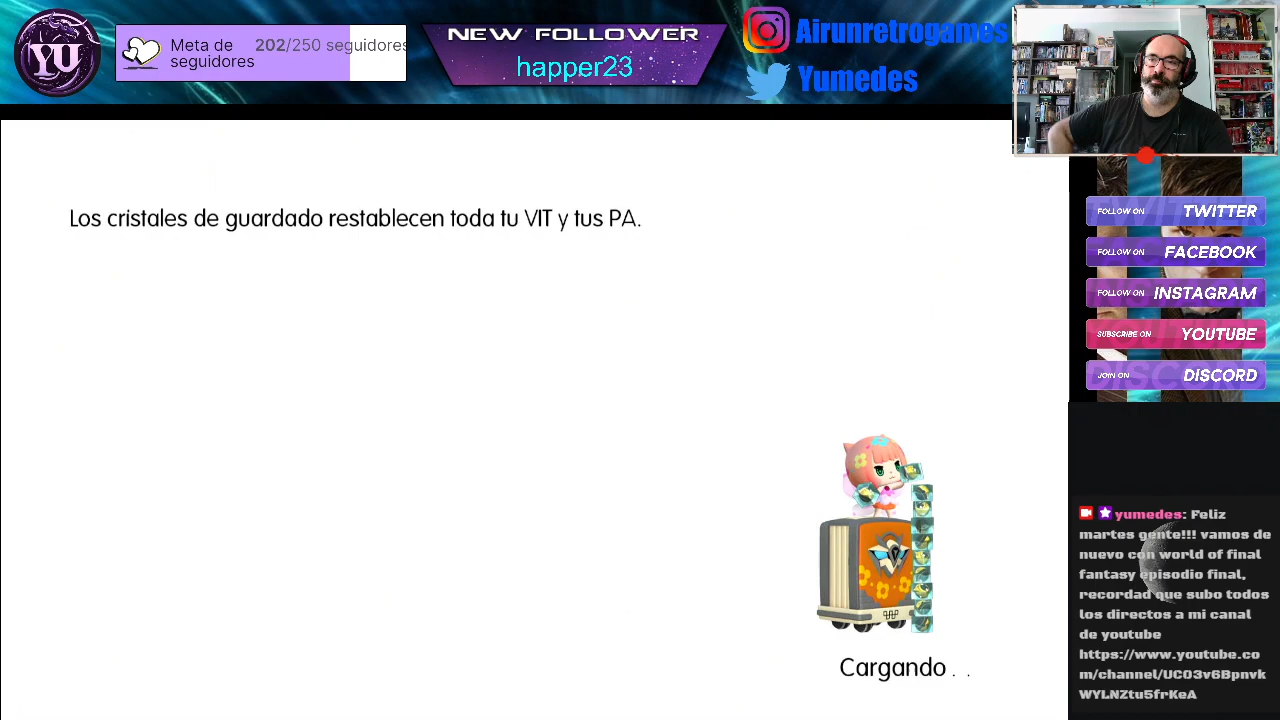 YU
Meta de
seguidores
202/250 seguidores
NEW FOLLOWER
happer23
Airunretrogames
Yumedes
Los cristales de guardado restablecen toda tu VIT y tus PA.
FOLLOW ON TWITTER
FOLLOW ON FACEBOOK
FOLLOW ON INSTAGRAM
SUBSCRIBE ON YOUTUBE
JOIN ON DISCORD
yumedes: Feliz
martes gente!!! vamos de
nuevo con world of final
fantasy episodio final,
recordad que subo todos
los directos a mi canal
de youtube
https://www.youtube.co
m/channel/UC03v6Bpnvk
WYLNZtu5frKeA
Cargando . .